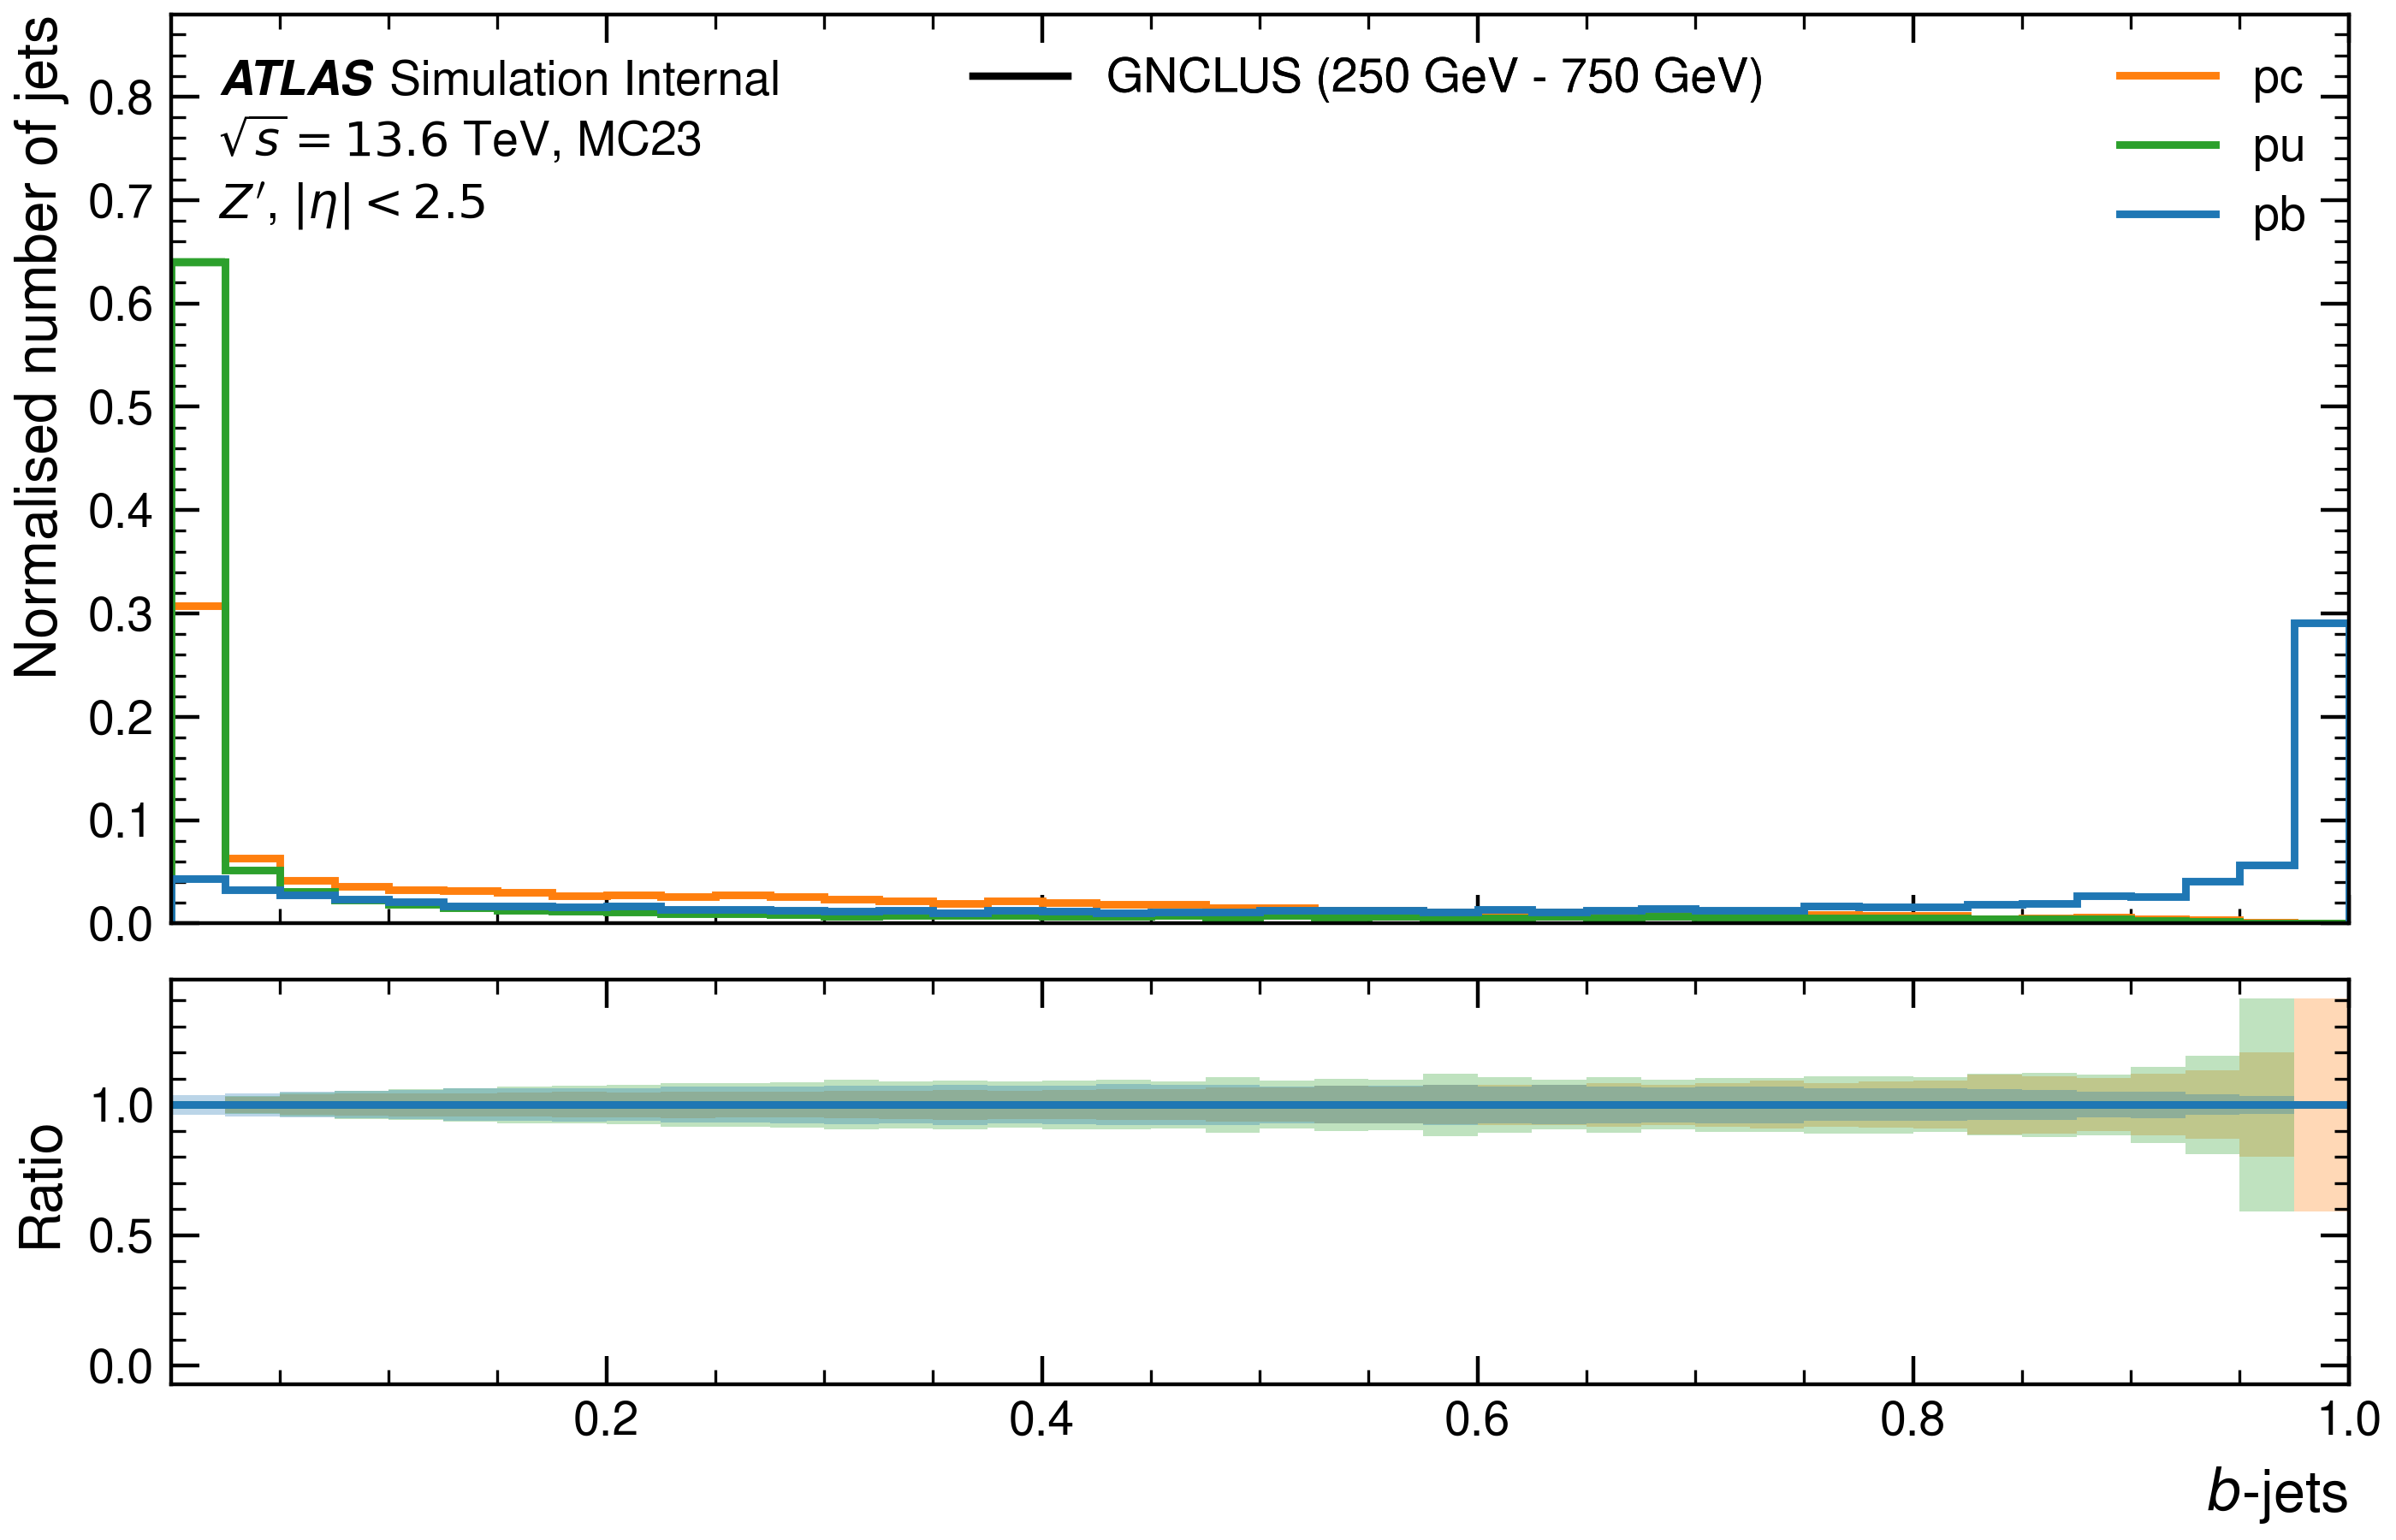 Normalised number of jets
ATLAS Simulation Internal
√s = 13.6 TeV, MC23
Z′, |η| < 2.5
GNCLUS (250 GeV - 750 GeV)
pc
pu
pb
0.8
0.7
0.6
0.5
0.4
0.3
0.2
0.1
0.0
Ratio
1.0
0.5
0.0
0.2 0.4 0.6 0.8 1.0
b-jets